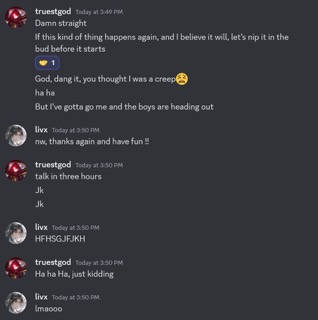 truestgod Today at 3:49 PM
Damn straight
If this kind of thing happens again, and I believe it will, let's nip it in the
bud before it starts
1
God, dang it, you thought I was a creep😫
ha ha
But I've gotta go me and the boys are heading out
livx Today at 3:50 PM
nw, thanks again and have fun !!
truestgod Today at 3:50 PM
talk in three hours
Jk
Jk
livx Today at 3:50 PM
HFHSGJFJKH
truestgod Today at 3:50 PM
Ha ha Ha, just kidding
livx Today at 3:50 PM
lmaooo